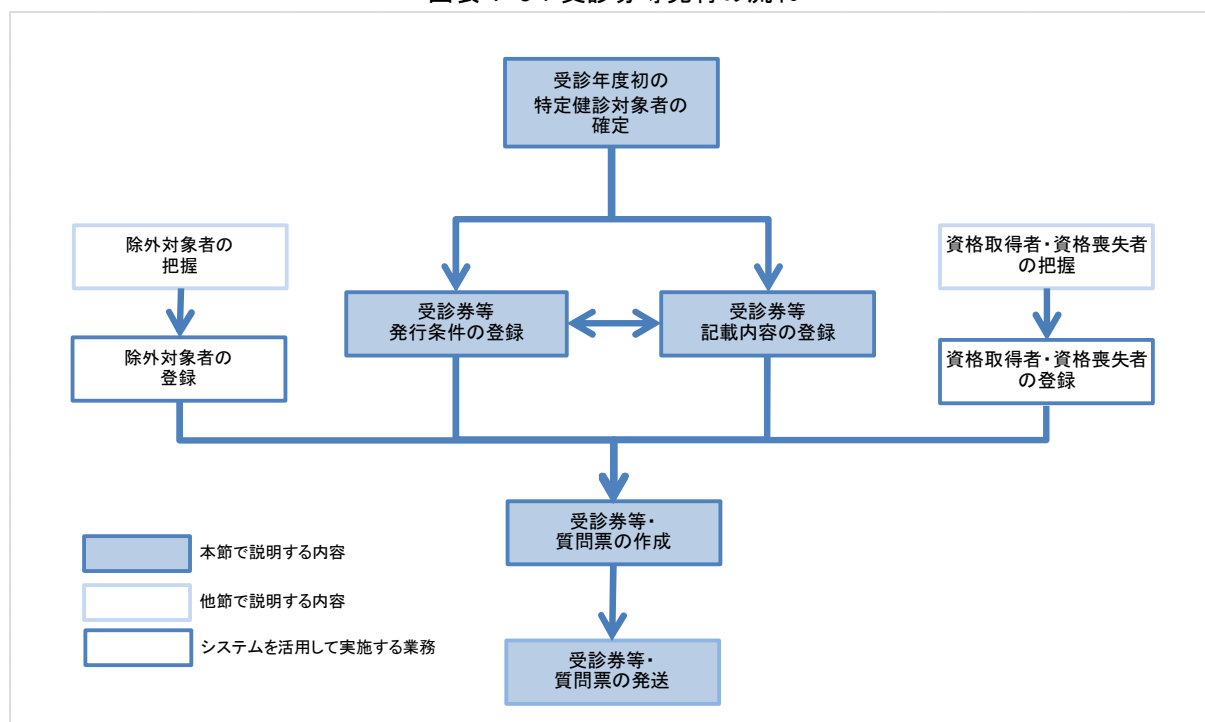 受診年度初の
特定健診対象者の
確定
除外対象者の
把握
資格取得者・資格喪失者
の把握
受診券等
発行条件の登録
受診券等
記載内容の登録
除外対象者の
登録
資格取得者・資格喪失者
の登録
受診券等・
質問票の作成
本節で説明する内容
他節で説明する内容
システムを活用して実施する業務
受診券等・
質問票の発送